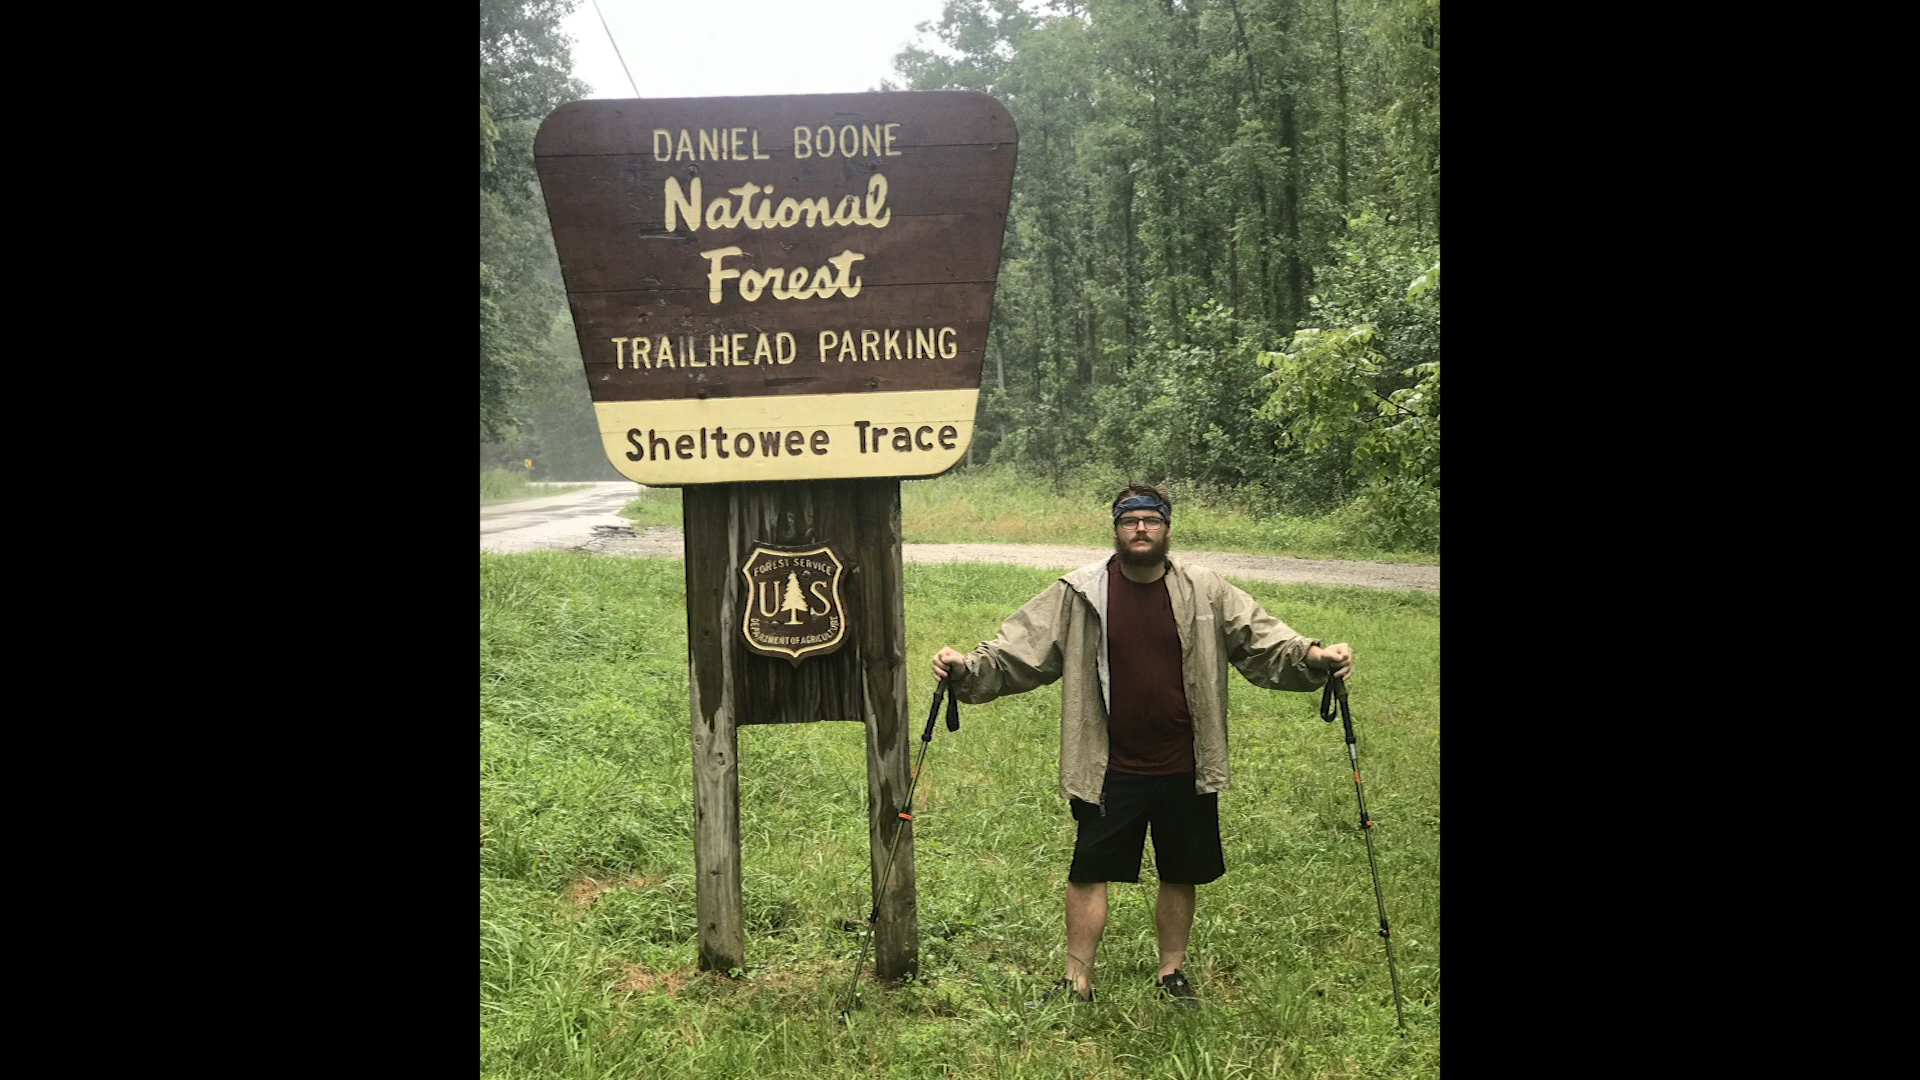 DANIEL BOONE
National
Forest
TRAILHEAD PARKING
Sheltowee Trace
FOREST SERVICE
US
DEPARTMENT OF AGRICULTURE